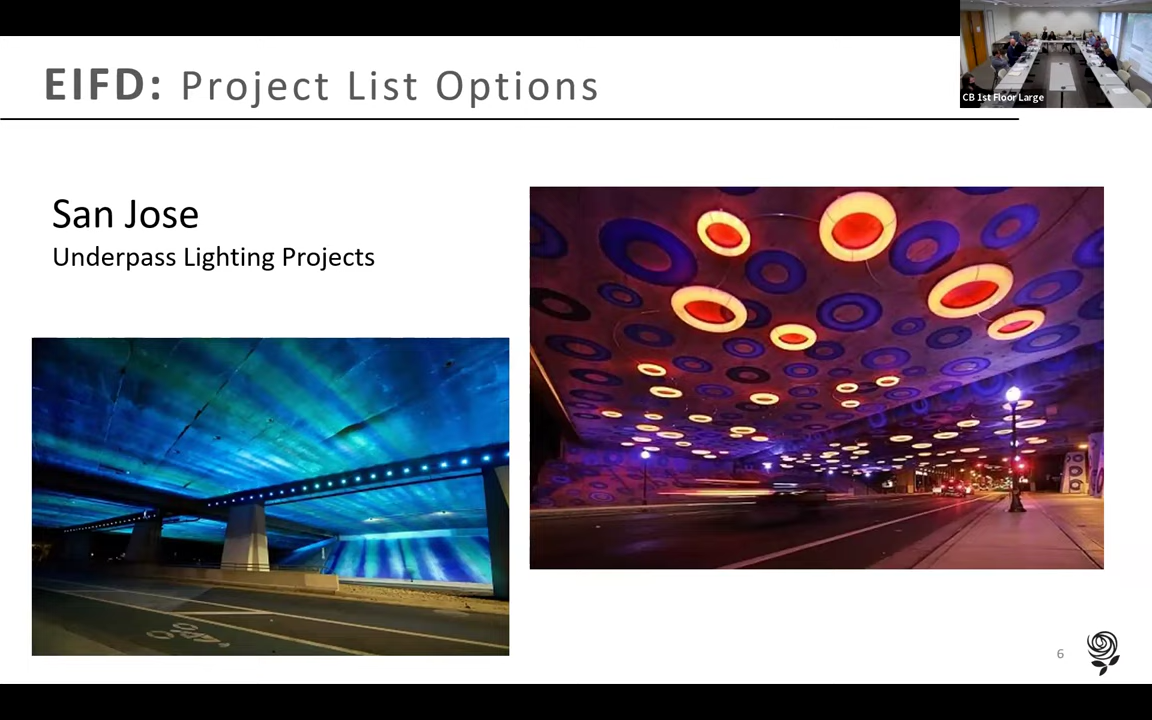 EIFD: Project List Options
CB 1st Floor Large
San Jose
Underpass Lighting Projects
6